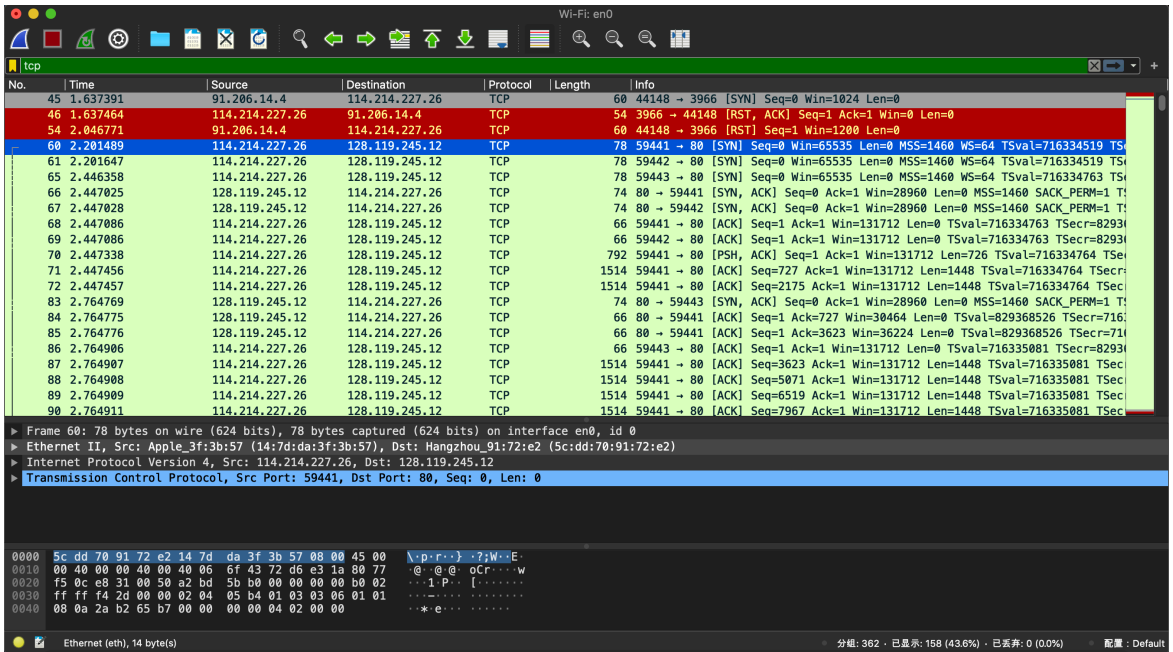 Wi-Fi: en0
tcp
No. Time Source Destination Protocol Length Info
45 1.637391 91.206.14.4 114.214.227.26 TCP 60 44148 → 3966 [SYN] Seq=0 Win=1024 Len=0
46 1.637464 114.214.227.26 91.206.14.4 TCP 54 3966 → 44148 [RST, ACK] Seq=1 Ack=1 Win=0 Len=0
54 2.046771 91.206.14.4 114.214.227.26 TCP 60 44148 → 3966 [RST] Seq=1 Win=1200 Len=0
60 2.201489 114.214.227.26 128.119.245.12 TCP 78 59441 → 80 [SYN] Seq=0 Win=65535 Len=0 MSS=1460 WS=64 TSval=716334519 TSe
61 2.201647 114.214.227.26 128.119.245.12 TCP 78 59442 → 80 [SYN] Seq=0 Win=65535 Len=0 MSS=1460 WS=64 TSval=716334519 TSe
65 2.446358 114.214.227.26 128.119.245.12 TCP 78 59443 → 80 [SYN] Seq=0 Win=65535 Len=0 MSS=1460 WS=64 TSval=716334763 TSe
66 2.447025 128.119.245.12 114.214.227.26 TCP 74 80 → 59441 [SYN, ACK] Seq=0 Ack=1 Win=28960 Len=0 MSS=1460 SACK_PERM=1
67 2.447028 128.119.245.12 114.214.227.26 TCP 74 80 → 59442 [SYN, ACK] Seq=0 Ack=1 Win=28960 Len=0 MSS=1460 SACK_PERM=1
68 2.447086 114.214.227.26 128.119.245.12 TCP 66 59441 → 80 [ACK] Seq=1 Ack=1 Win=131712 Len=0 TSval=716334763 TSecr=8293
69 2.447086 114.214.227.26 128.119.245.12 TCP 66 59442 → 80 [ACK] Seq=1 Ack=1 Win=131712 Len=0 TSval=716334763 TSecr=8293
70 2.447338 114.214.227.26 128.119.245.12 TCP 792 59441 → 80 [PSH, ACK] Seq=1 Ack=1 Win=131712 Len=726 TSval=716334764 TSe
71 2.447456 114.214.227.26 128.119.245.12 TCP 1514 59441 → 80 [ACK] Seq=727 Ack=1 Win=131712 Len=1448 TSval=716334764 TSecr
72 2.447457 114.214.227.26 128.119.245.12 TCP 1514 59441 → 80 [ACK] Seq=2175 Ack=1 Win=131712 Len=1448 TSval=716334764 TSec
83 2.764769 128.119.245.12 114.214.227.26 TCP 74 80 → 59443 [SYN, ACK] Seq=0 Ack=1 Win=28960 Len=0 MSS=1460 SACK_PERM=1
84 2.764775 128.119.245.12 114.214.227.26 TCP 66 80 → 59441 [ACK] Seq=1 Ack=727 Win=30464 Len=0 TSval=829368526 TSecr=716
85 2.764776 128.119.245.12 114.214.227.26 TCP 66 80 → 59441 [ACK] Seq=1 Ack=3623 Win=36224 Len=0 TSval=829368526 TSecr=71
86 2.764906 114.214.227.26 128.119.245.12 TCP 66 59443 → 80 [ACK] Seq=1 Ack=1 Win=131712 Len=0 TSval=716335081 TSecr=8293
87 2.764907 114.214.227.26 128.119.245.12 TCP 1514 59441 → 80 [ACK] Seq=3623 Ack=1 Win=131712 Len=1448 TSval=716335081 TSec
88 2.764908 114.214.227.26 128.119.245.12 TCP 1514 59441 → 80 [ACK] Seq=5071 Ack=1 Win=131712 Len=1448 TSval=716335081 TSec
89 2.764909 114.214.227.26 128.119.245.12 TCP 1514 59441 → 80 [ACK] Seq=6519 Ack=1 Win=131712 Len=1448 TSval=716335081 TSec
90 2.764911 114.214.227.26 128.119.245.12 TCP 1514 59441 → 80 [ACK] Seq=7967 Ack=1 Win=131712 Len=1448 TSval=716335081 TSec
Frame 60: 78 bytes on wire (624 bits), 78 bytes captured (624 bits) on interface en0, id 0
Ethernet II, Src: Apple_3f:3b:57 (14:7d:da:3f:3b:57), Dst: Hangzhou_91:72:e2 (5c:dd:70:91:72:e2)
Internet Protocol Version 4, Src: 114.214.227.26, Dst: 128.119.245.12
Transmission Control Protocol, Src Port: 59441, Dst Port: 80, Seq: 0, Len: 0
0000 5c dd 70 91 72 e2 14 7d da 3f 3b 57 08 00 45 00 \·p·r··} ·?;W··E·
0010 00 40 00 00 40 00 40 06 6f 43 72 d6 e3 1a 80 77 ·@··@·@· oCr····w
0020 f5 0c e8 31 00 50 a2 bd 5b b0 00 00 00 00 b0 02 ···1·P·· [·······
0030 ff ff f4 2d 00 00 02 04 05 b4 01 03 03 06 01 01 ···-···· ········
0040 08 0a 2a b2 65 b7 00 00 00 00 04 02 00 00 ··*·e··· ······
Ethernet (eth), 14 byte(s) 分组: 362 · 已显示: 158 (43.6%) · 已丢弃: 0 (0.0%) 配置：Default